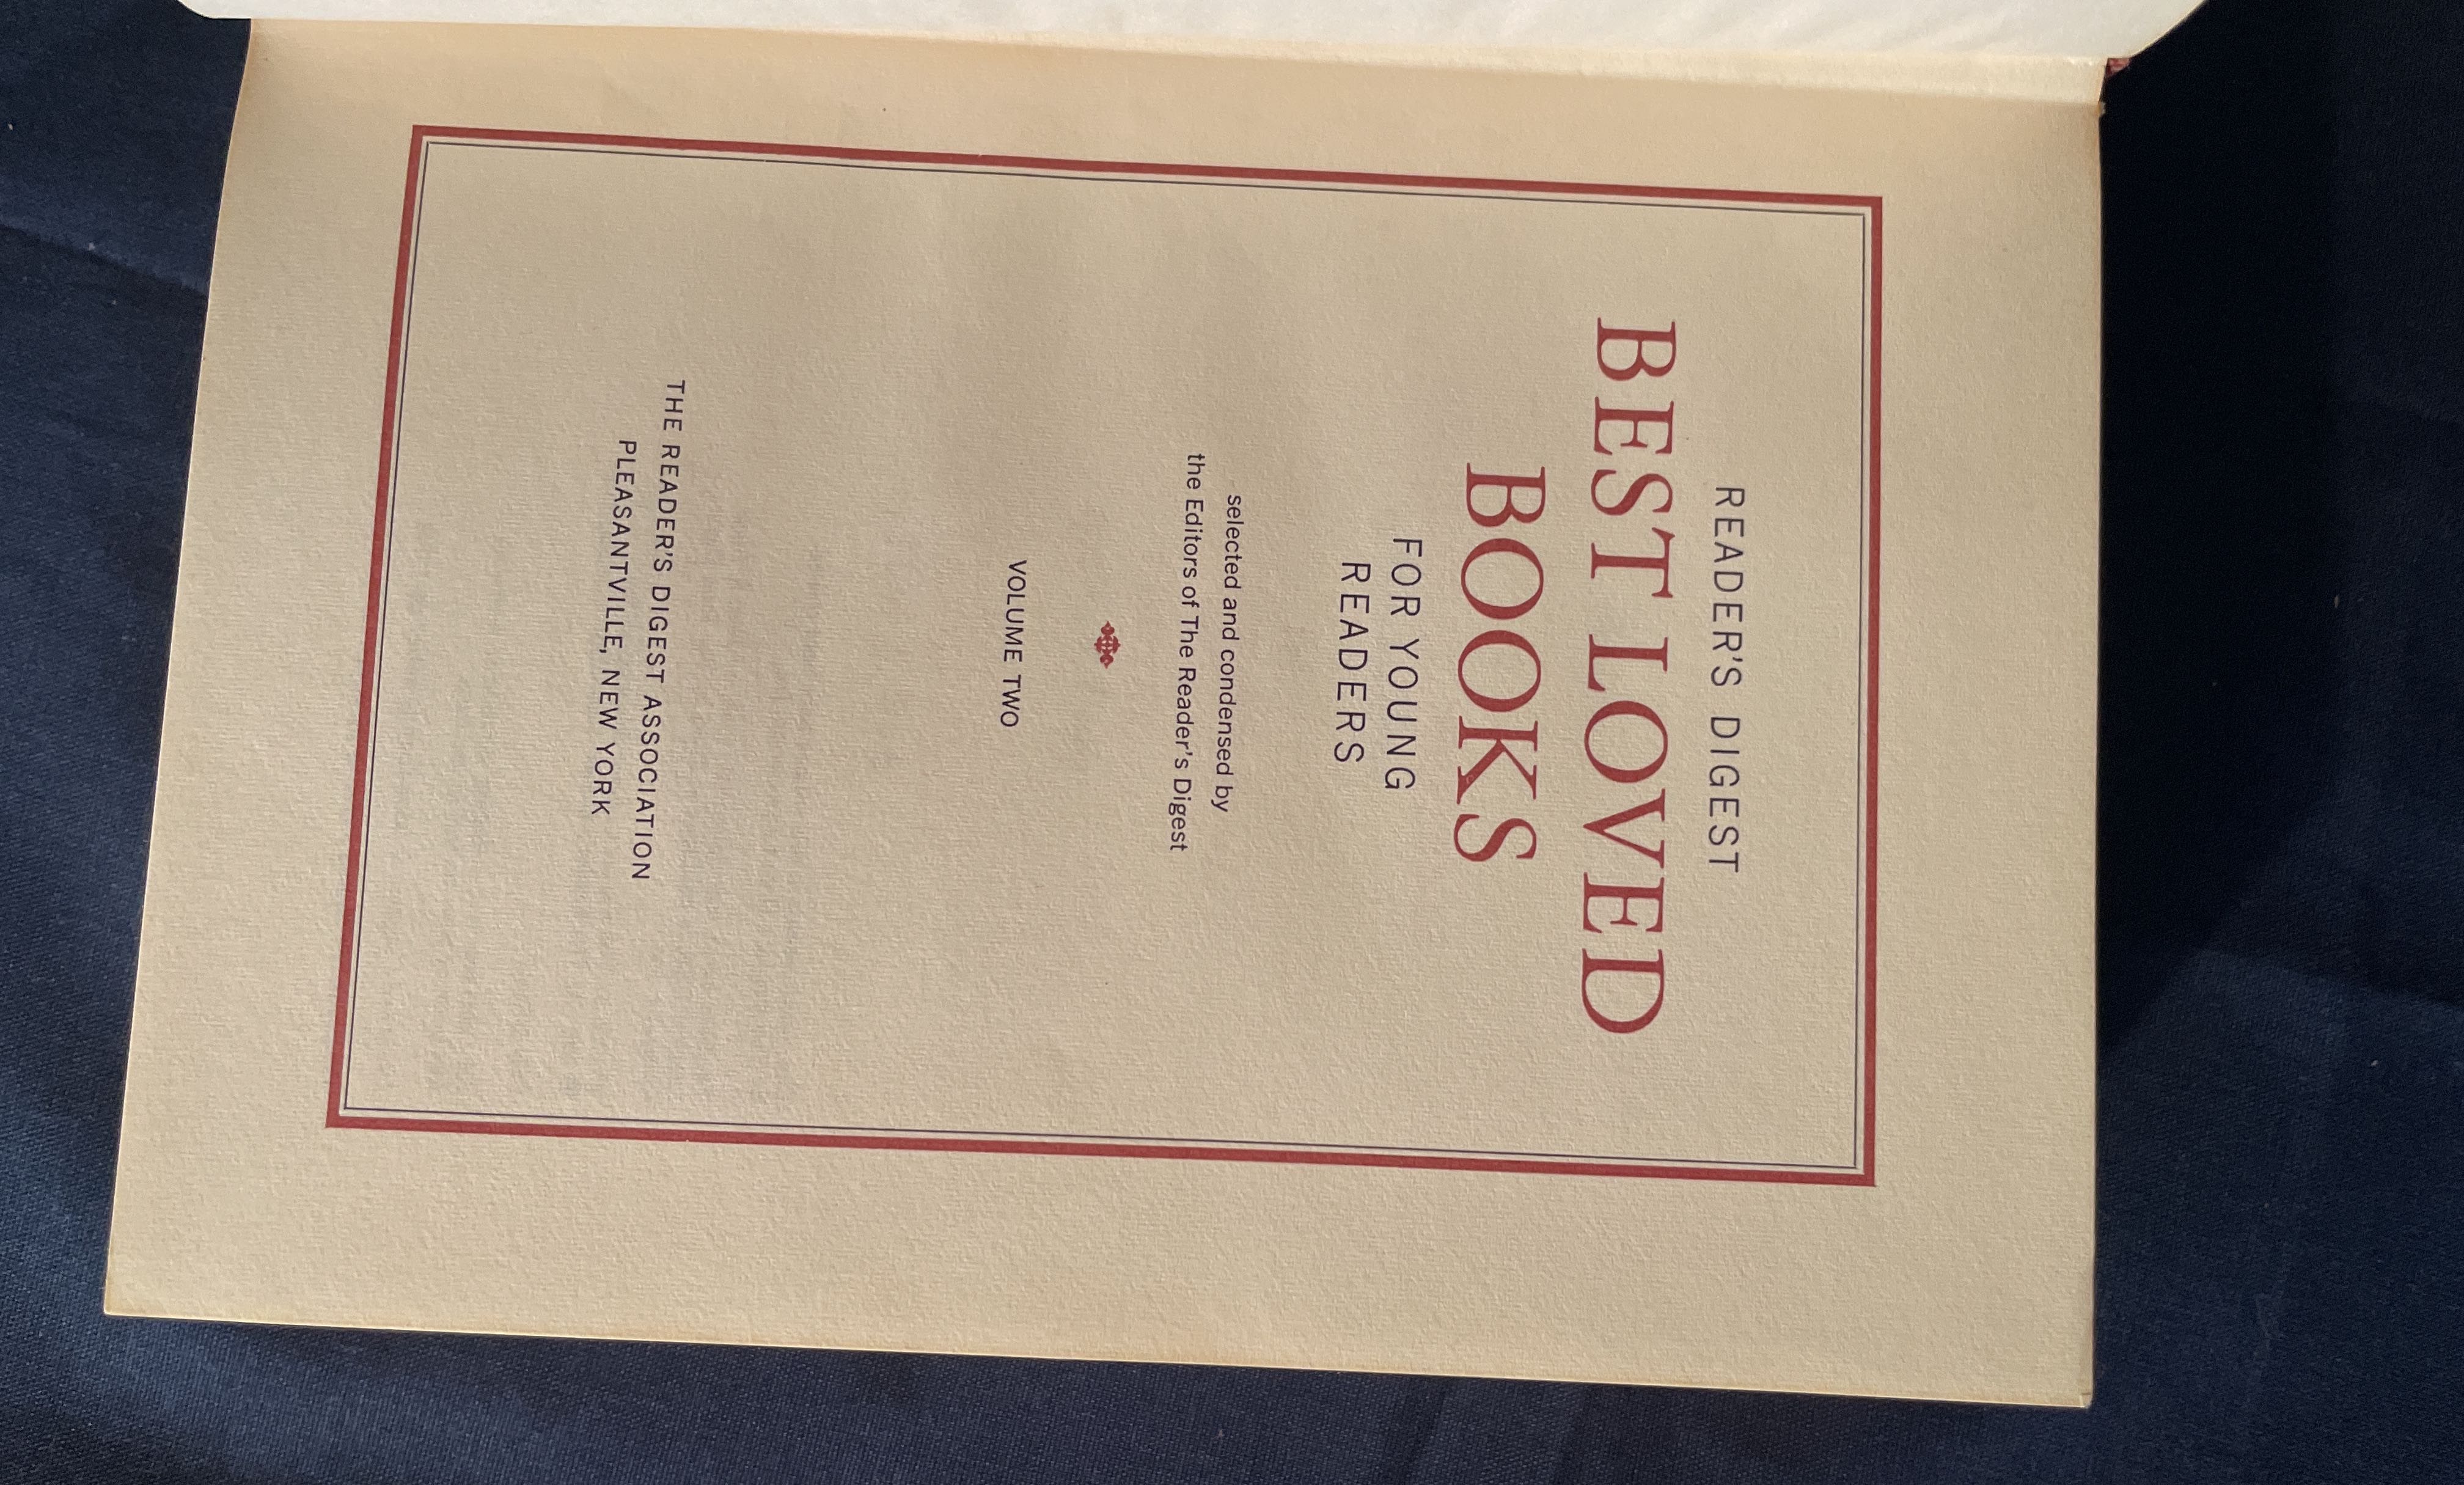 READER'S DIGEST
BEST LOVED
BOOKS
FOR YOUNG
READERS
selected and condensed by
the Editors of The Reader's Digest
VOLUME TWO
THE READER'S DIGEST ASSOCIATION
PLEASANTVILLE, NEW YORK